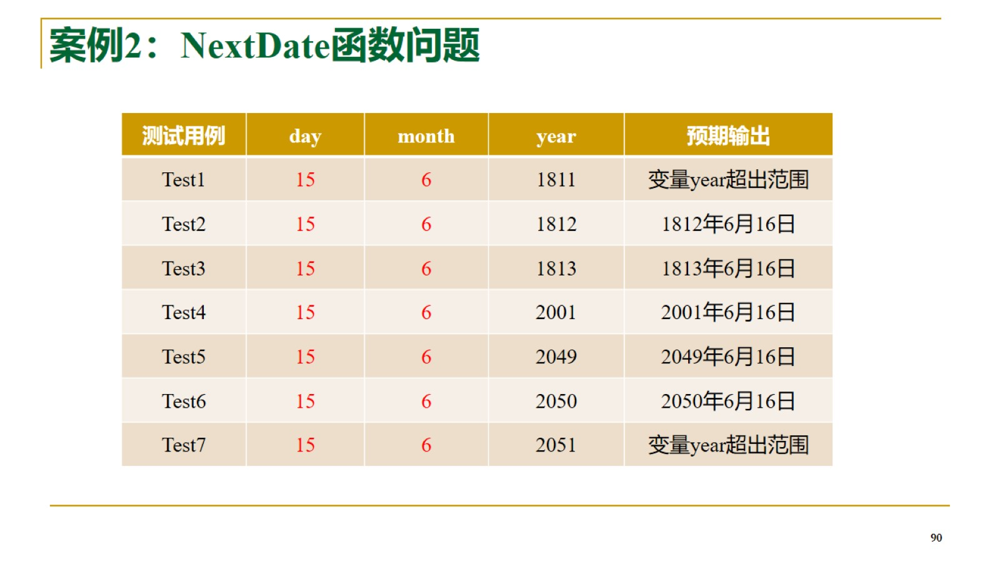 案例2：NextDate函数问题
测试用例 day month year 预期输出
Test1 15 6 1811 变量year超出范围
Test2 15 6 1812 1812年6月16日
Test3 15 6 1813 1813年6月16日
Test4 15 6 2001 2001年6月16日
Test5 15 6 2049 2049年6月16日
Test6 15 6 2050 2050年6月16日
Test7 15 6 2051 变量year超出范围
90